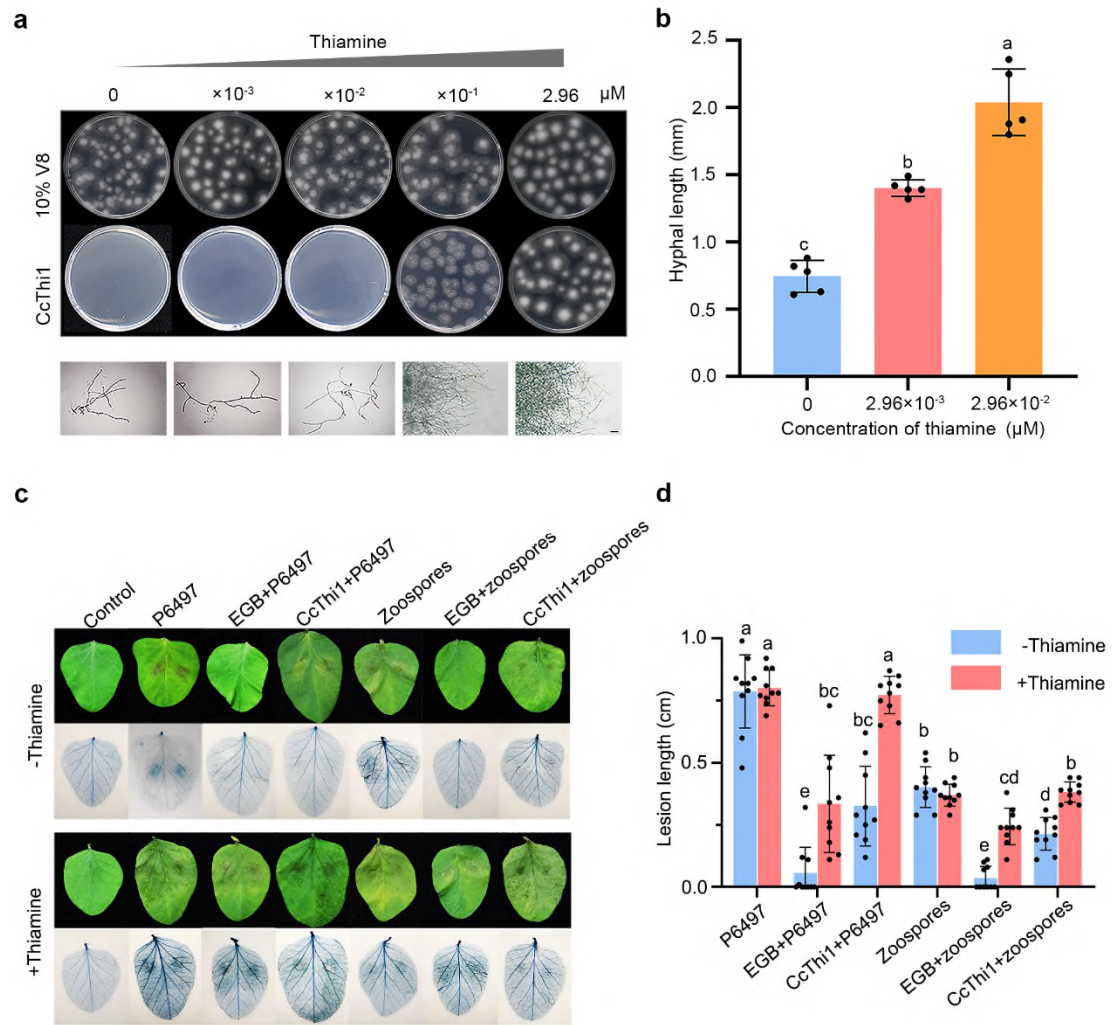 a
Thiamine
0 ×10⁻³ ×10⁻² ×10⁻¹ 2.96 µM
10% V8
CcThi1
b
Hyphal length (mm)
2.5
2.0
1.5
1.0
0.5
0.0
c
b
a
0 2.96×10⁻³ 2.96×10⁻²
Concentration of thiamine (µM)
c
Control P6497 EGB+P6497 CcThi1+P6497 Zoospores EGB+zoospores CcThi1+zoospores
-Thiamine
+Thiamine
d
Lesion length (cm)
1.0
0.5
0.0
-Thiamine
+Thiamine
a a e bc bc a b b e cd d b
P6497 EGB+P6497 CcThi1+P6497 Zoospores EGB+zoospores CcThi1+zoospores